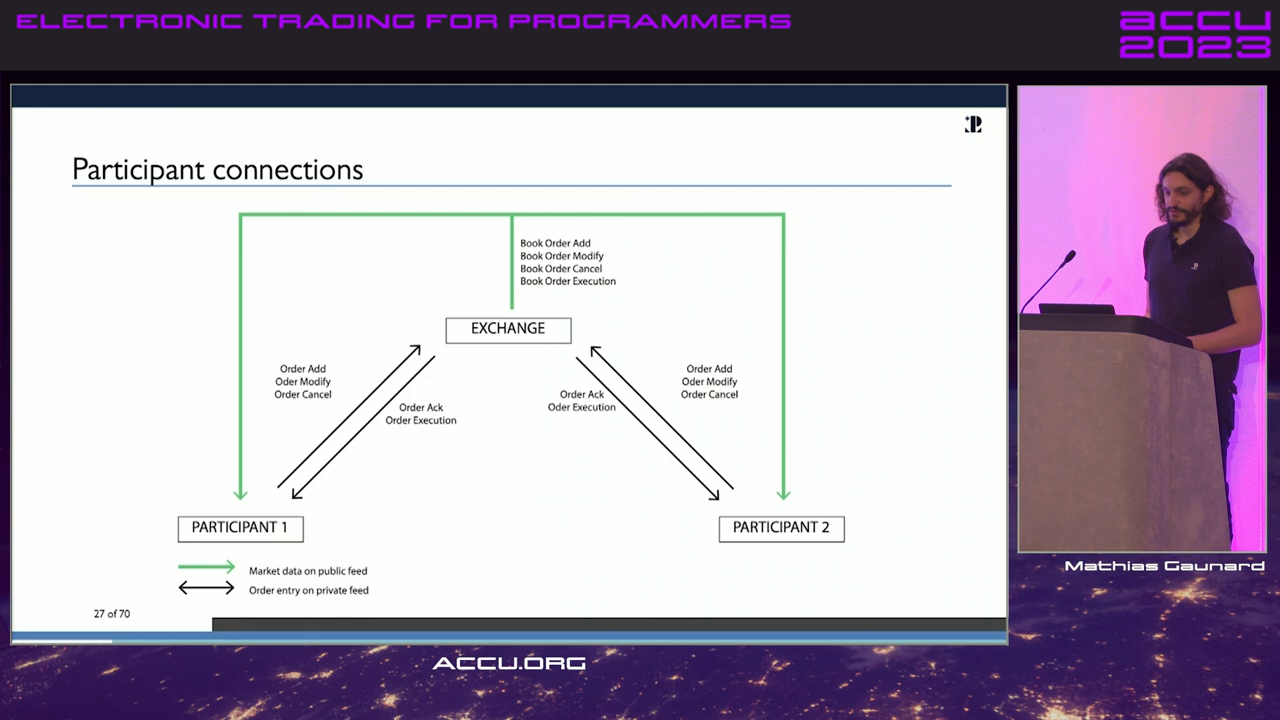 ELECTRONIC TRADING FOR PROGRAMMERS
accu
2023
Participant connections
Book Order Add
Book Order Modify
Book Order Cancel
Book Order Execution
EXCHANGE
Order Add
Oder Modify
Order Cancel
Order Ack
Order Execution
Order Ack
Oder Execution
Order Add
Oder Modify
Order Cancel
PARTICIPANT 1
PARTICIPANT 2
Market data on public feed
Order entry on private feed
27 of 70
Mathias Gaunard
ACCU.ORG